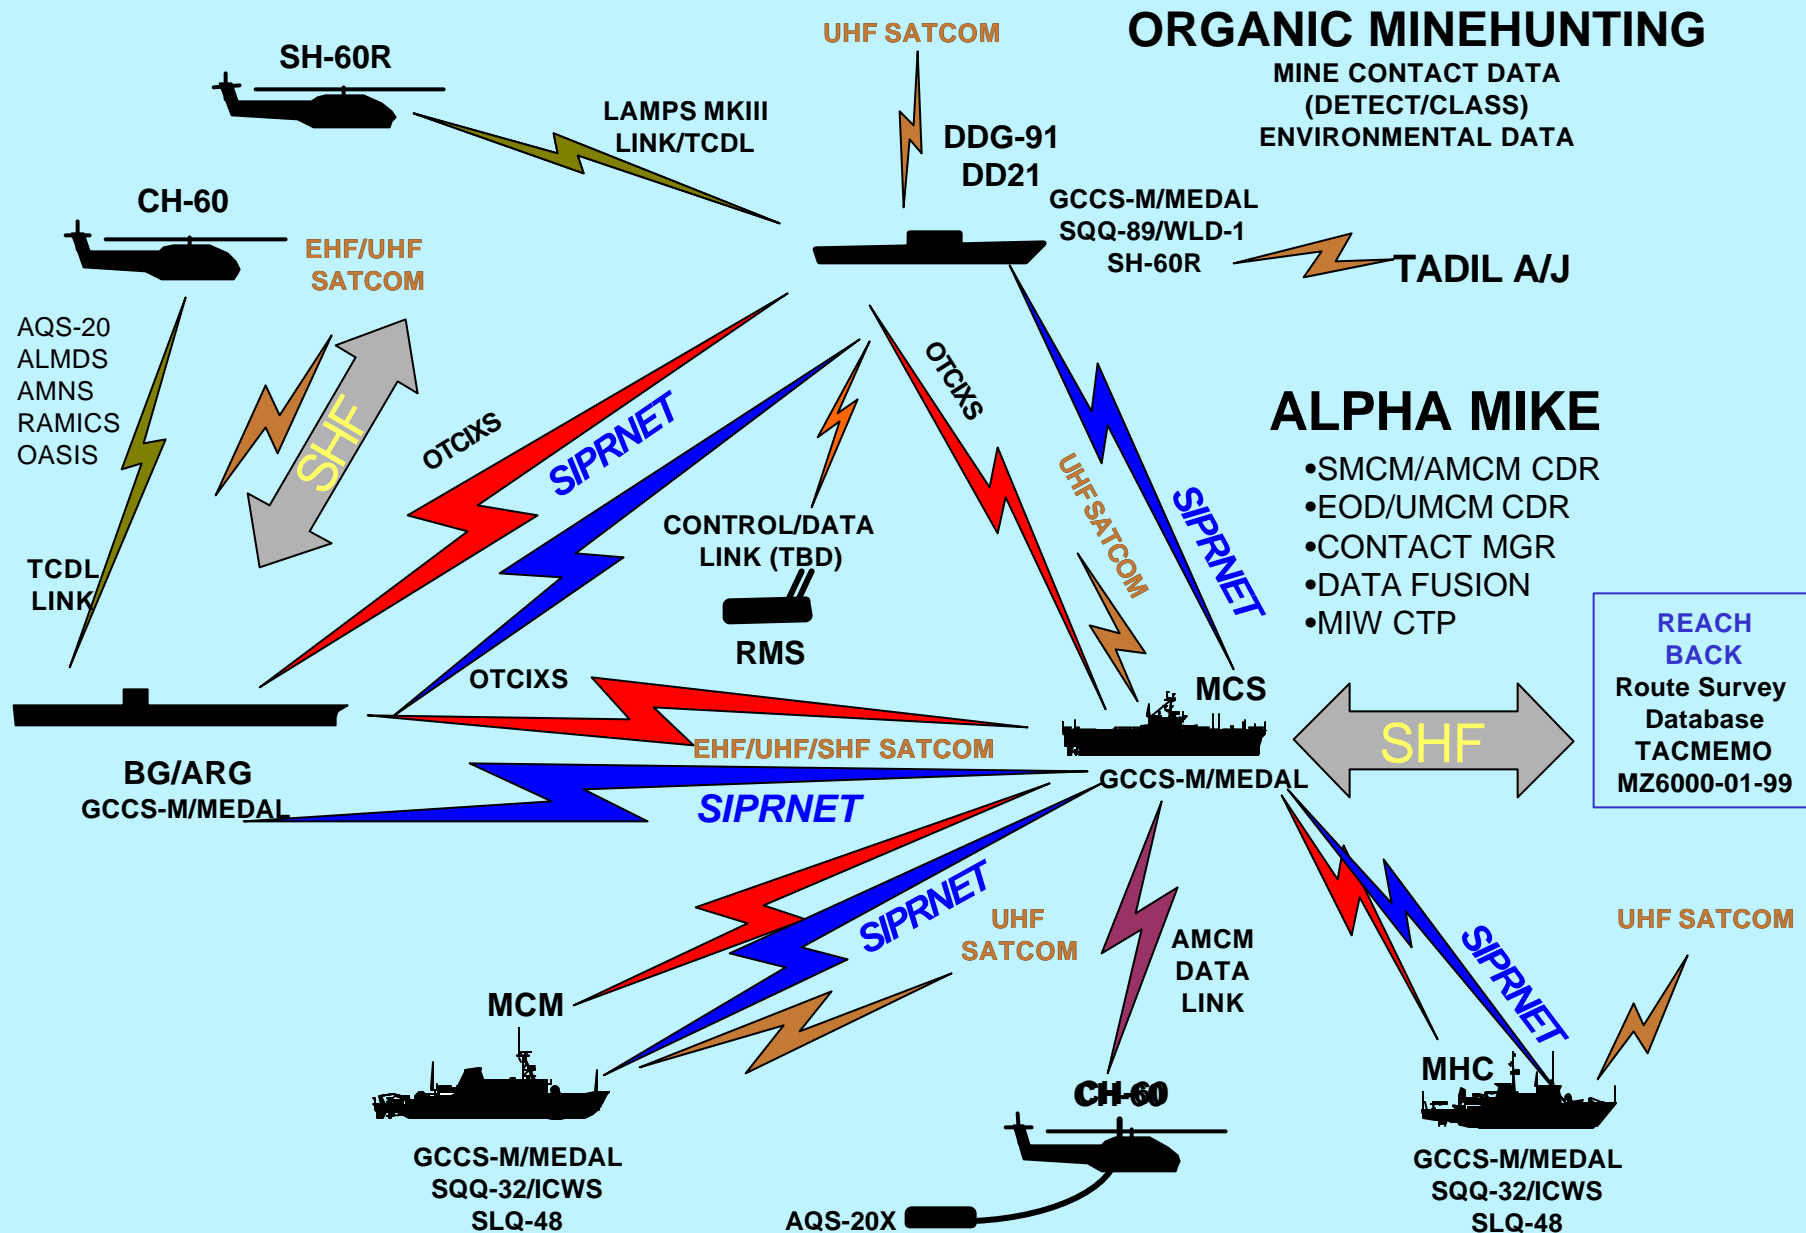 ORGANIC MINEHUNTING
MINE CONTACT DATA
(DETECT/CLASS)
ENVIRONMENTAL DATA
UHF SATCOM
SH-60R
LAMPS MKIII
LINK/TCDL
DDG-91
DD21
GCCS-M/MEDAL
SQQ-89/WLD-1
SH-60R
TADIL A/J
CH-60
EHF/UHF
SATCOM
AQS-20
ALMDS
AMNS
RAMICS
OASIS
SHF
OTCIXS
SIPRNET
OTCIXS
UHF SATCOM
SIPRNET
CONTROL/DATA
LINK (TBD)
RMS
TCDL
LINK
ALPHA MIKE
•SMCM/AMCM CDR
•EOD/UMCM CDR
•CONTACT MGR
•DATA FUSION
•MIW CTP
REACH
BACK
Route Survey
Database
TACMEMO
MZ6000-01-99
OTCIXS
MCS
EHF/UHF/SHF SATCOM
SHF
BG/ARG
GCCS-M/MEDAL
SIPRNET
GCCS-M/MEDAL
SIPRNET
UHF
SATCOM
AMCM
DATA
LINK
SIPRNET
UHF SATCOM
MCM
GCCS-M/MEDAL
SQQ-32/ICWS
SLQ-48
CH-60
AQS-20X
MHC
GCCS-M/MEDAL
SQQ-32/ICWS
SLQ-48